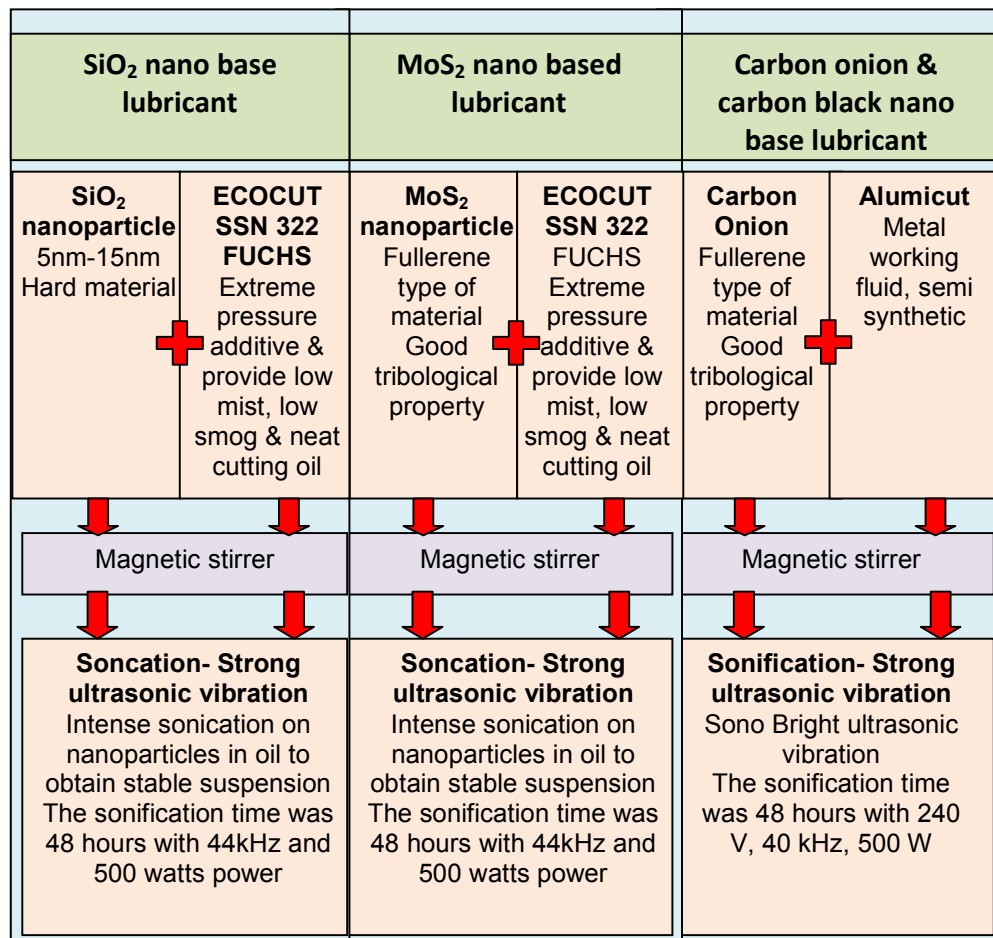 SiO₂ nano base
lubricant
MoS₂ nano based
lubricant
Carbon onion &
carbon black nano
base lubricant
SiO₂
nanoparticle
5nm-15nm
Hard material
ECOCUT
SSN 322
FUCHS
Extreme
pressure
additive &
provide low
mist, low
smog & neat
cutting oil
MoS₂
nanoparticle
Fullerene
type of
material
Good
tribological
property
ECOCUT
SSN 322
FUCHS
Extreme
pressure
additive &
provide low
mist, low
smog & neat
cutting oil
Carbon
Onion
Fullerene
type of
material
Good
tribological
property
Alumicut
Metal
working
fluid, semi
synthetic
Magnetic stirrer
Magnetic stirrer
Magnetic stirrer
Soncation- Strong
ultrasonic vibration
Intense sonication on
nanoparticles in oil to
obtain stable suspension
The sonification time was
48 hours with 44kHz and
500 watts power
Soncation- Strong
ultrasonic vibration
Intense sonication on
nanoparticles in oil to
obtain stable suspension
The sonification time was
48 hours with 44kHz and
500 watts power
Sonification- Strong
ultrasonic vibration
Sono Bright ultrasonic
vibration
The sonification time
was 48 hours with 240
V, 40 kHz, 500 W